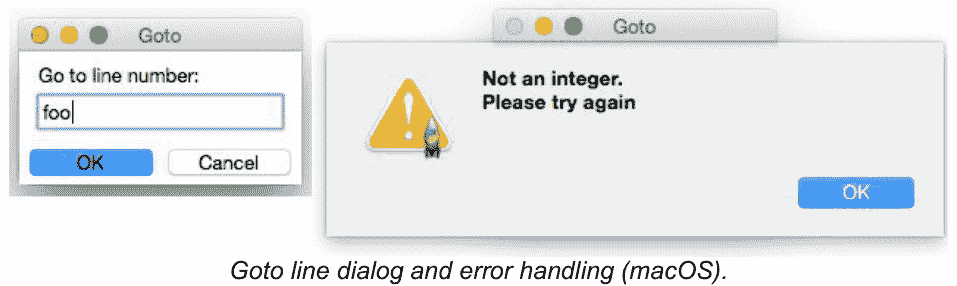 Goto
Go to line number:
foo
OK
Cancel
Goto
Not an integer.
Please try again
OK
Goto line dialog and error handling (macOS).